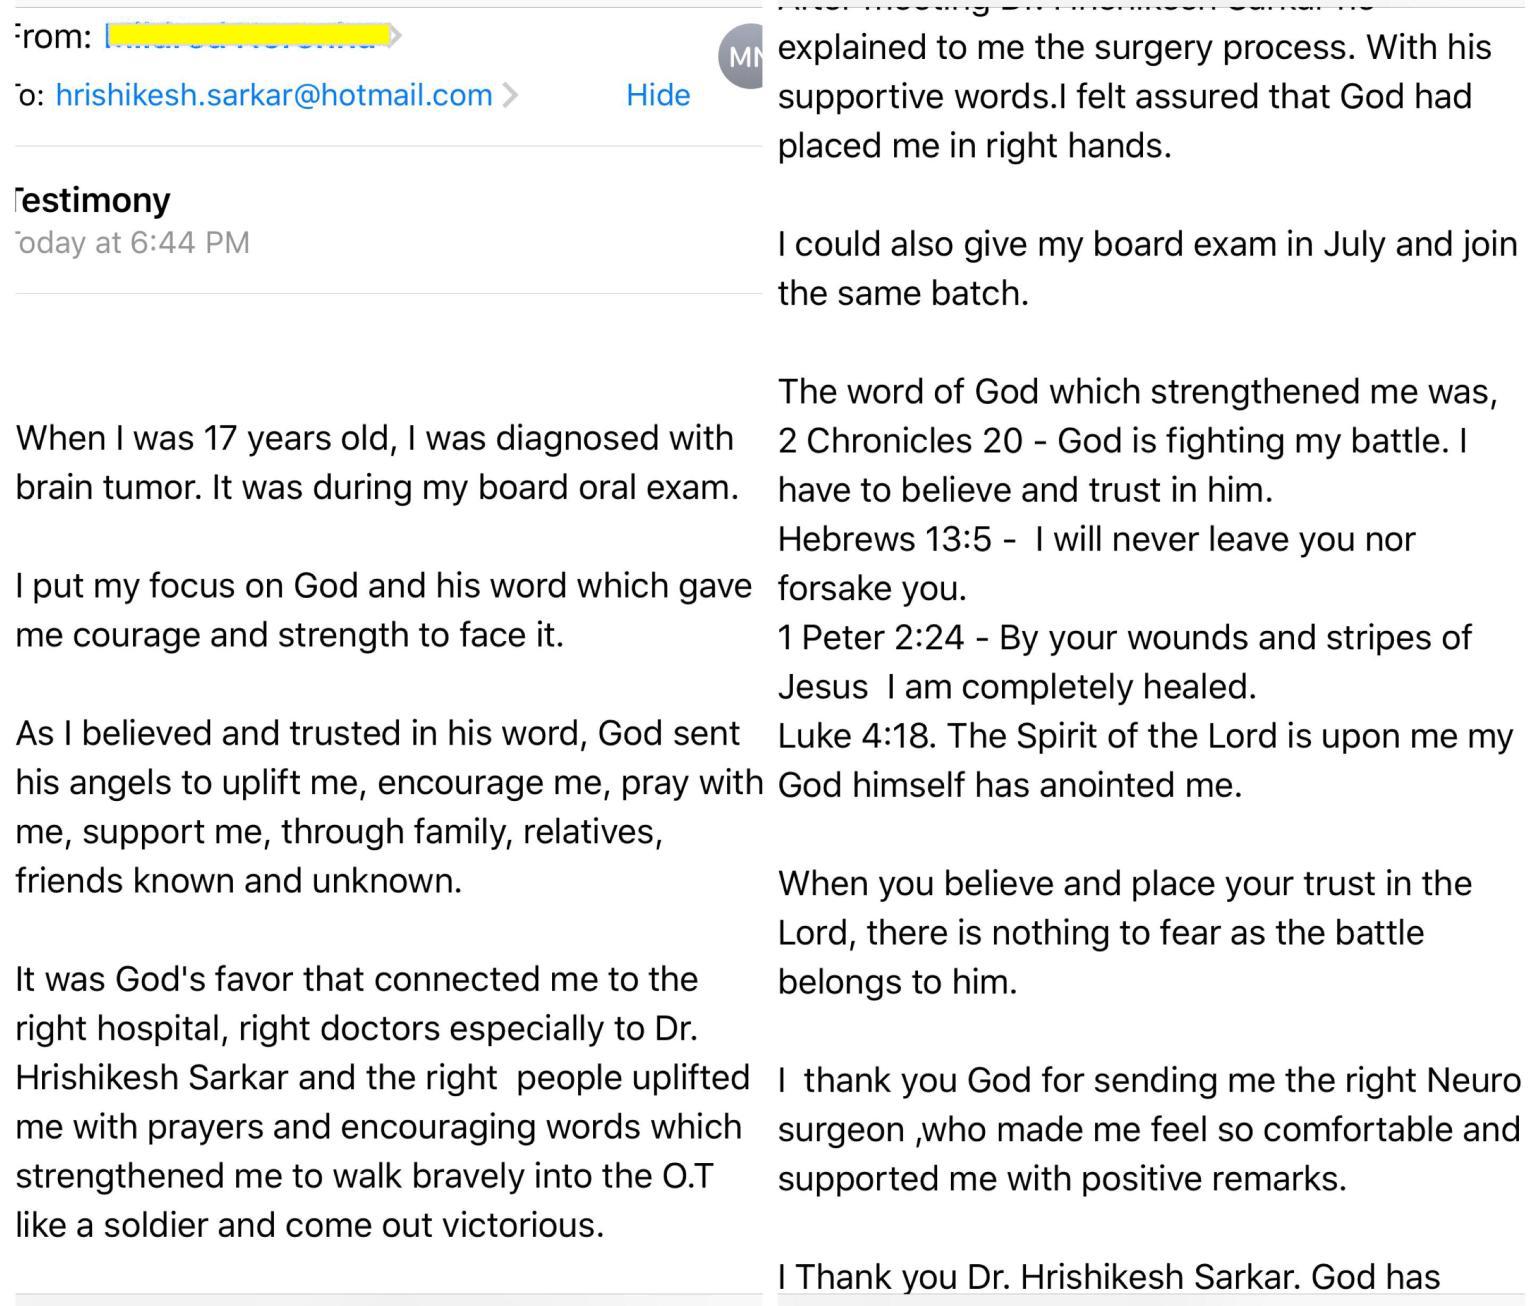 From:
To: hrishikesh.sarkar@hotmail.com
Hide
MN
Testimony
Today at 6:44 PM
When I was 17 years old, I was diagnosed with
brain tumor. It was during my board oral exam.
I put my focus on God and his word which gave
me courage and strength to face it.
As I believed and trusted in his word, God sent
his angels to uplift me, encourage me, pray with
me, support me, through family, relatives,
friends known and unknown.
It was God's favor that connected me to the
right hospital, right doctors especially to Dr.
Hrishikesh Sarkar and the right  people uplifted
me with prayers and encouraging words which
strengthened me to walk bravely into the O.T
like a soldier and come out victorious.
After meeting Dr. Hrishikesh Sarkar he
explained to me the surgery process. With his
supportive words.I felt assured that God had
placed me in right hands.
I could also give my board exam in July and join
the same batch.
The word of God which strengthened me was,
2 Chronicles 20 - God is fighting my battle. I
have to believe and trust in him.
Hebrews 13:5 -  I will never leave you nor
forsake you.
1 Peter 2:24 - By your wounds and stripes of
Jesus  I am completely healed.
Luke 4:18. The Spirit of the Lord is upon me my
God himself has anointed me.
When you believe and place your trust in the
Lord, there is nothing to fear as the battle
belongs to him.
I  thank you God for sending me the right Neuro
surgeon ,who made me feel so comfortable and
supported me with positive remarks.
I Thank you Dr. Hrishikesh Sarkar. God has